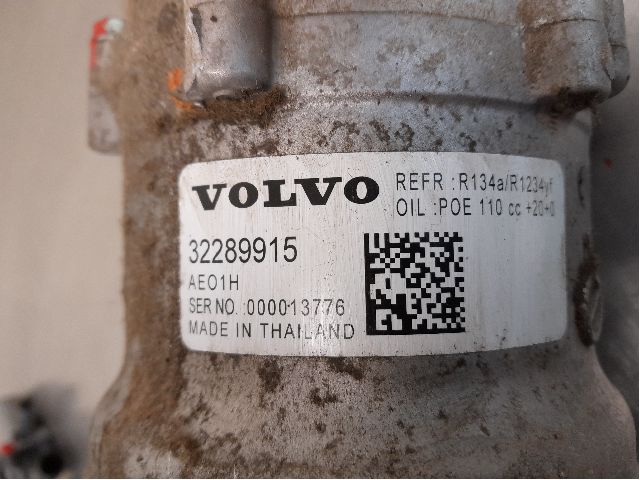 VOLVO
REFR :R134a/R1234yf
OIL :POE 110 cc +20+0
32289915
AE01H
SER NO. :000013776
MADE IN THAILAND